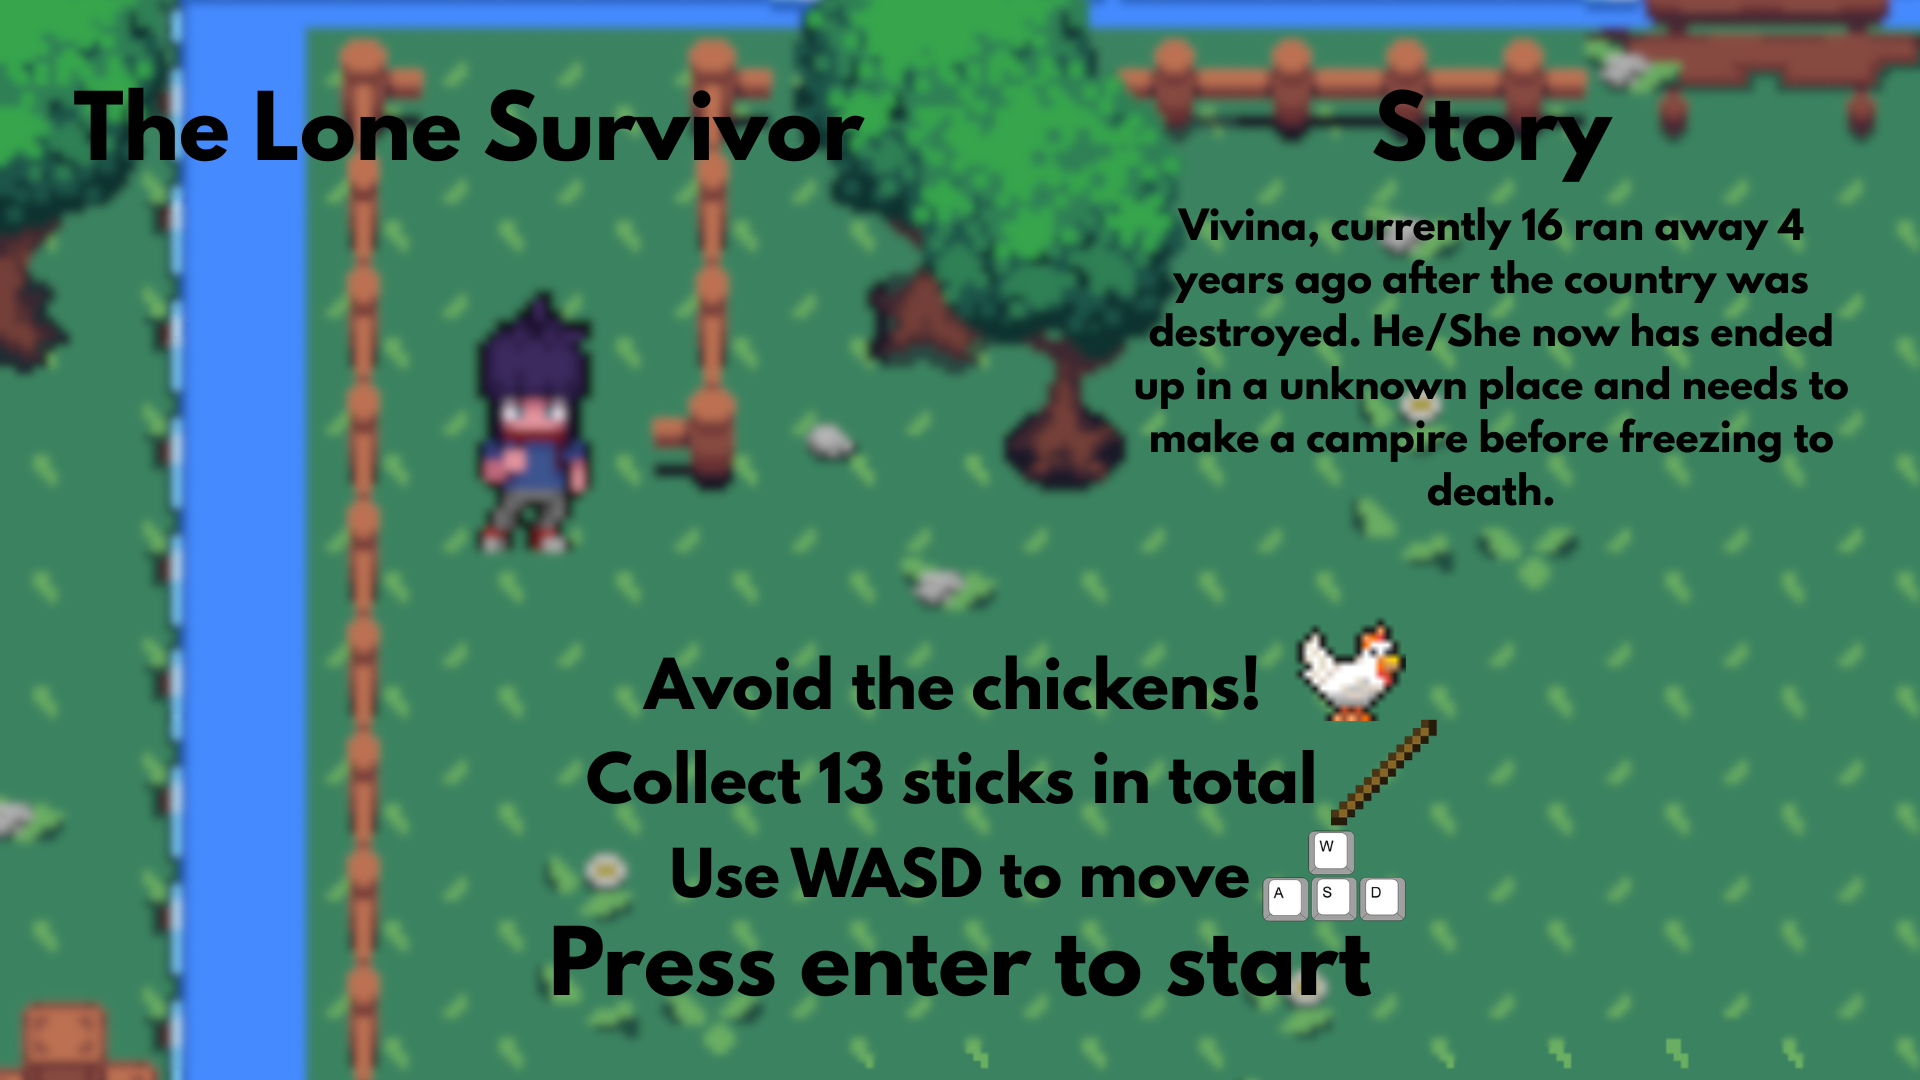 The Lone Survivor
Story
Vivina, currently 16 ran away 4
years ago after the country was
destroyed. He/She now has ended
up in a unknown place and needs to
make a campire before freezing to
death.
Avoid the chickens!
Collect 13 sticks in total
Use WASD to move
W
A S D
Press enter to start